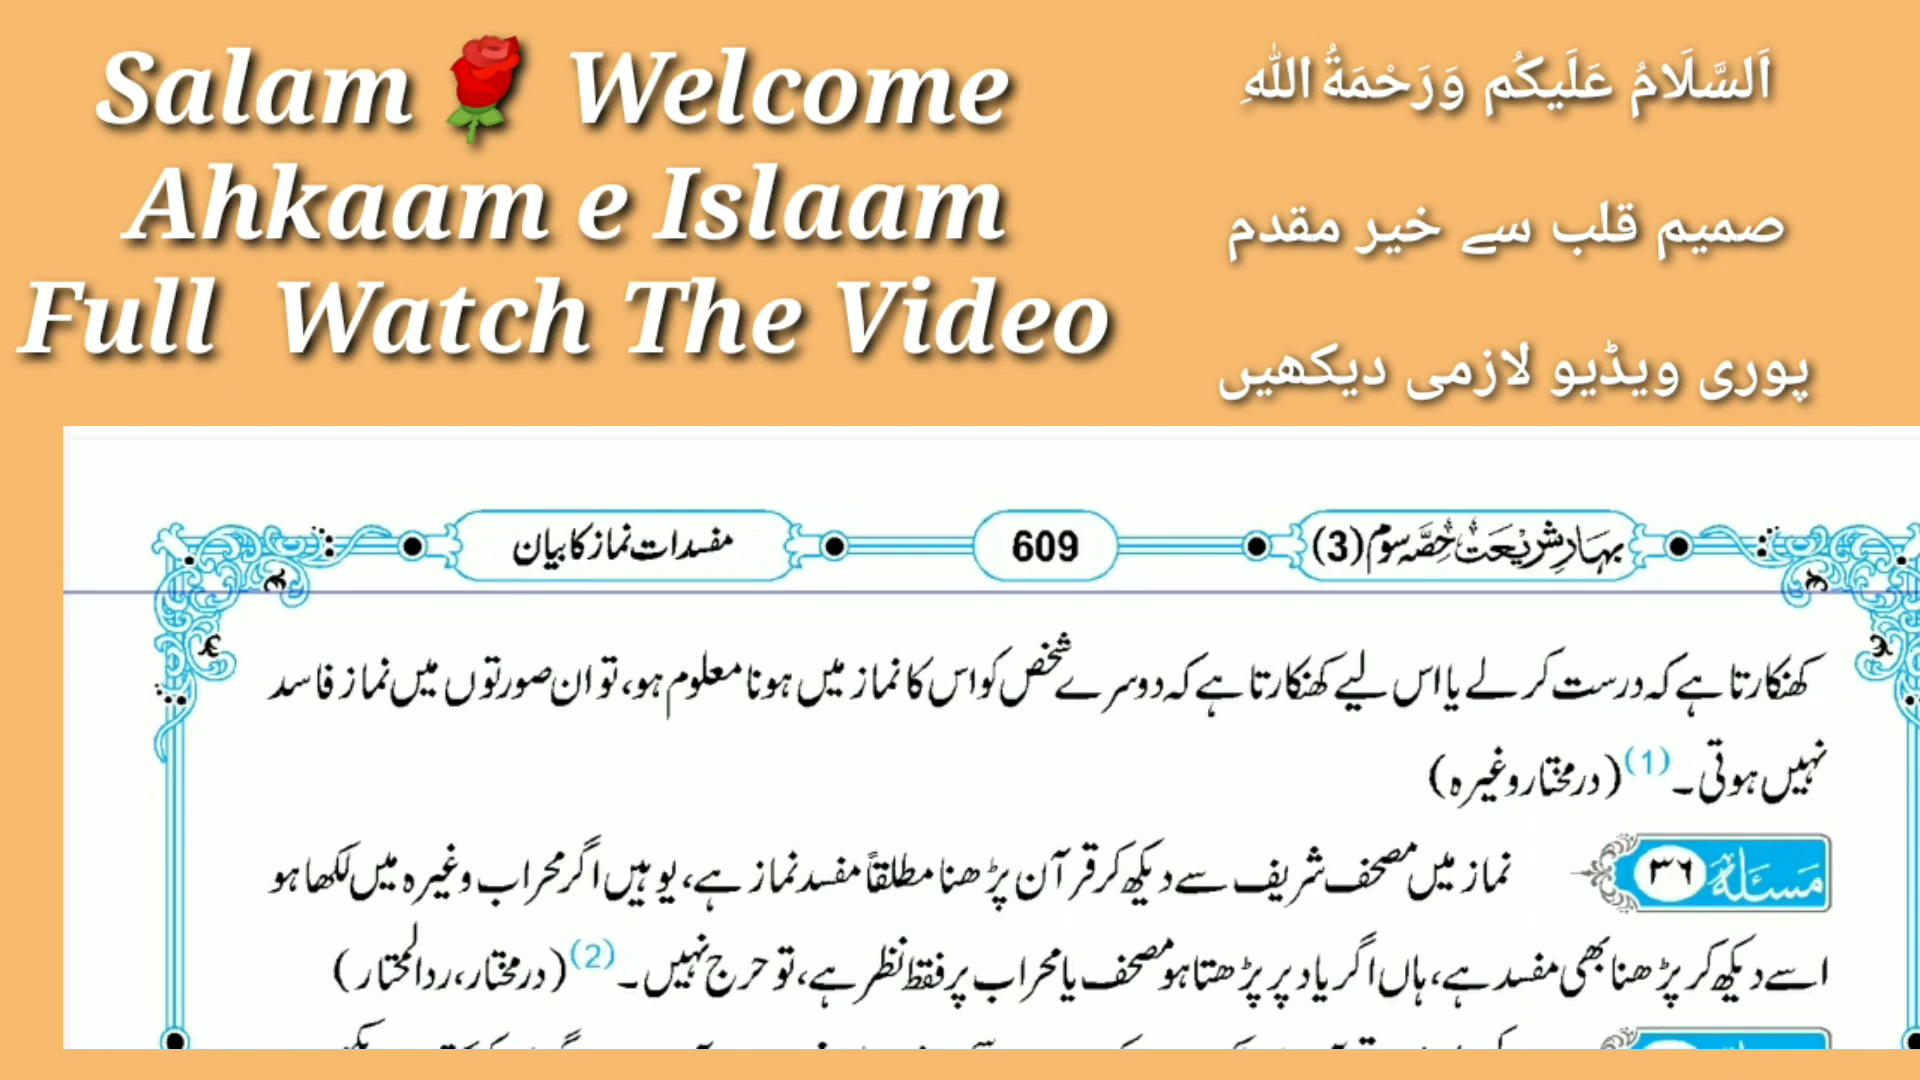 Salam🌹 Welcome
Ahkaam e Islaam
Full Watch The Video
اَلسَّلَامُ عَلَیکُم وَرَحْمَةُ اللّٰهِ
صمیم قلب سے خیر مقدم
پوری ویڈیو لازمی دیکھیں
بہارِ شریعت حصّہ سوم (3)
609
مفسدات نماز کا بیان
کھنکارتا ہے کہ درست کر لے یا اس لیے کھنکارتا ہے کہ دوسرے شخص کو اس کا نماز میں ہونا معلوم ہو، تو ان صورتوں میں نماز فاسد
نہیں ہوتی۔ (1) (درمختار وغیرہ)
مسئلہ ۳۶ نماز میں مصحف شریف سے دیکھ کر قرآن پڑھنا مطلقاً مفسد نماز ہے، یوہیں اگر محراب وغیرہ میں لکھا ہو
اسے دیکھ کر پڑھنا بھی مفسد ہے، ہاں اگر یاد پر پڑھتا ہو مصحف یا محراب پر فقط نظر ہے، تو حرج نہیں۔ (2) (درمختار، ردالمحتار)